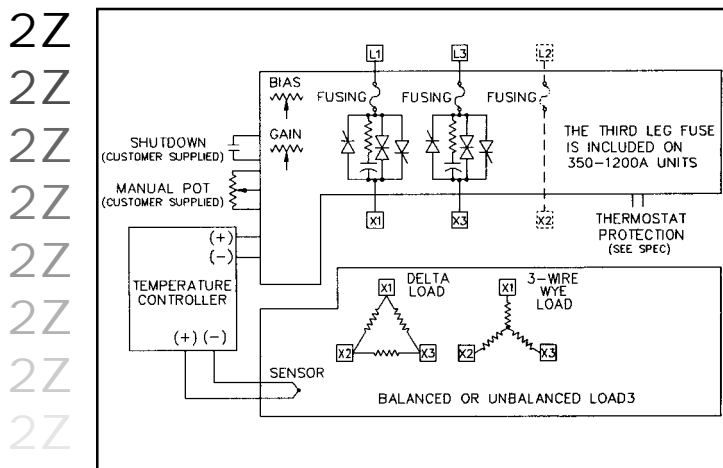 2Z
2Z
2Z
2Z
2Z
2Z
2Z
2Z
L1
L3
L2
BIAS
FUSING
FUSING
FUSING
GAIN
SHUTDOWN
(CUSTOMER SUPPLIED)
THE THIRD LEG FUSE
IS INCLUDED ON
350-1200A UNITS
MANUAL POT
(CUSTOMER SUPPLIED)
X1
X3
X2
THERMOSTAT
PROTECTION
(SEE SPEC)
(+)
(-)
TEMPERATURE
CONTROLLER
(+) (-)
SENSOR
DELTA
LOAD
X1
X2
X3
3-WIRE
WYE
LOAD
X1
X2
X3
BALANCED OR UNBALANCED LOAD3